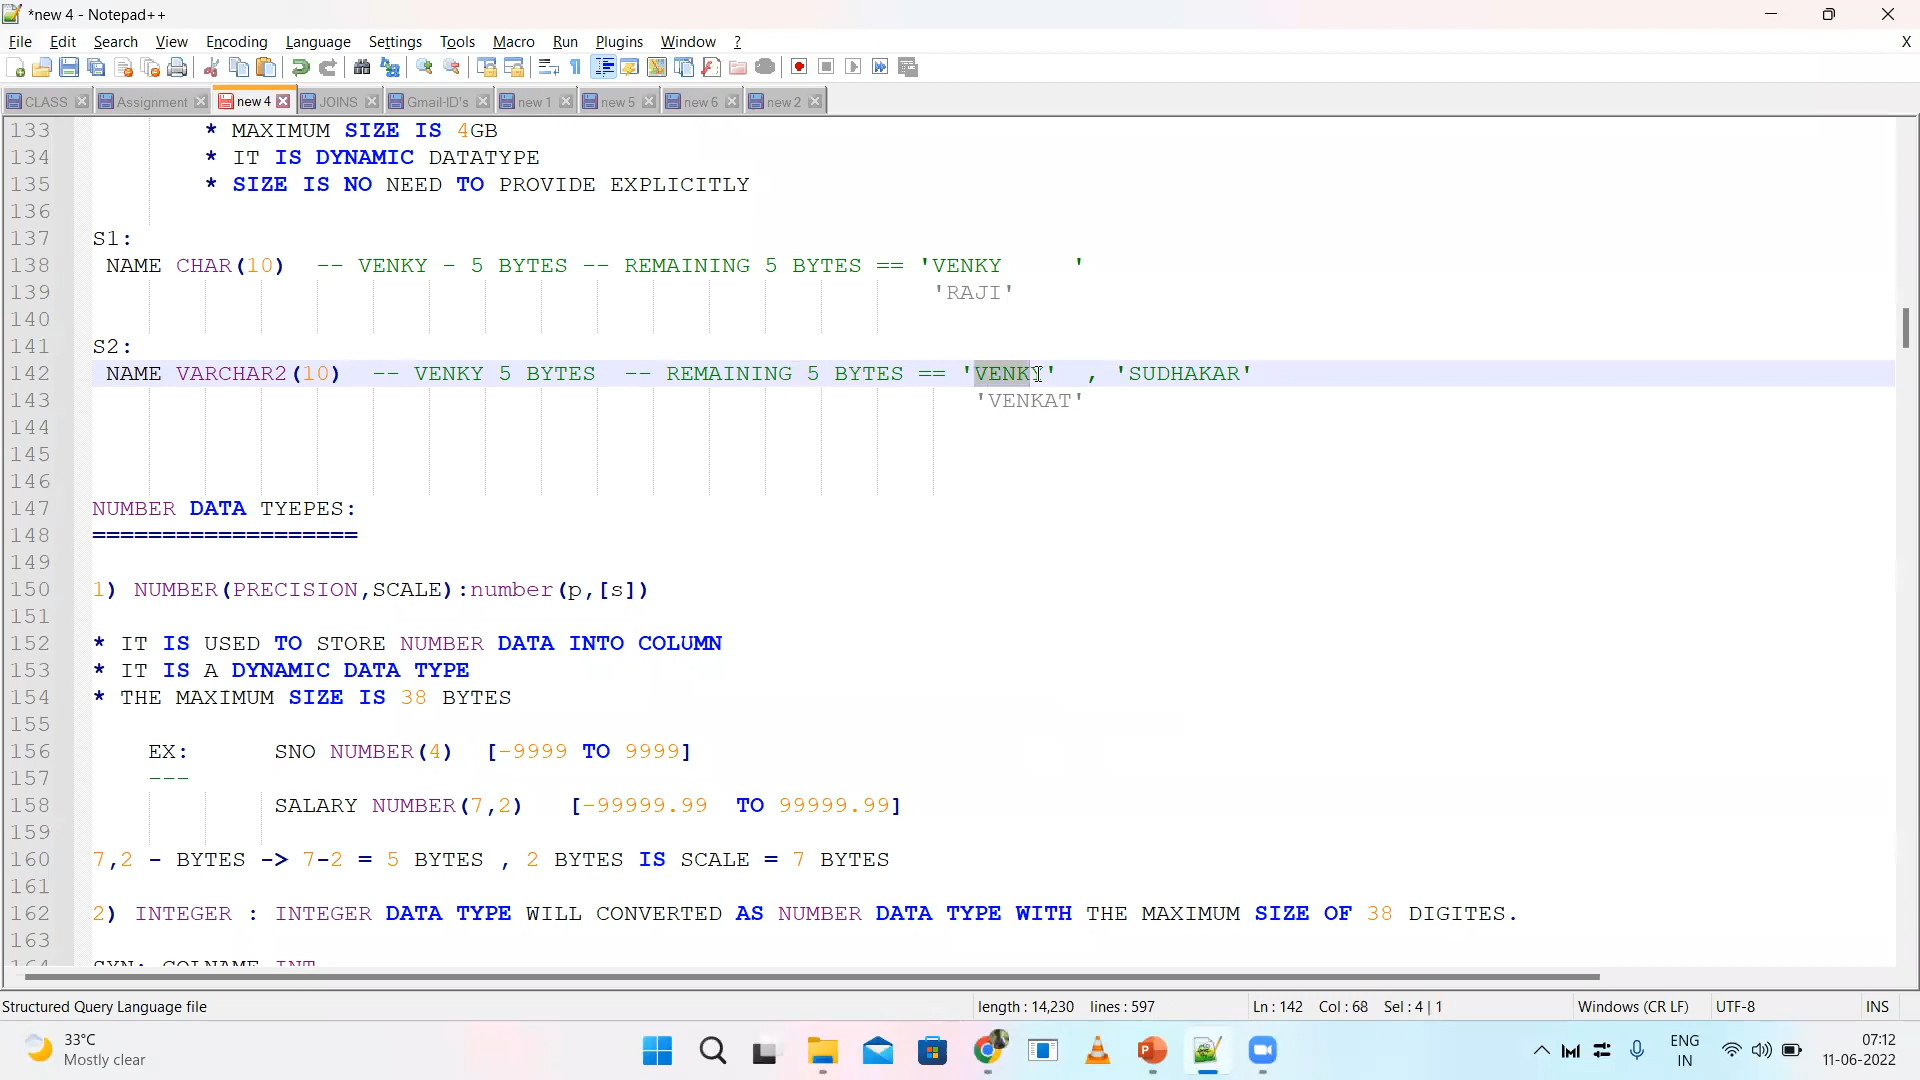 *new 4 - Notepad++
File Edit Search View Encoding Language Settings Tools Macro Run Plugins Window ? X
CLASS Assignment new 4 JOINS Gmail-ID's new 1 new 5 new 6 new 2
133 * MAXIMUM SIZE IS 4GB
134 * IT IS DYNAMIC DATATYPE
135 * SIZE IS NO NEED TO PROVIDE EXPLICITLY
136
137 S1:
138 NAME CHAR(10) -- VENKY - 5 BYTES -- REMAINING 5 BYTES == 'VENKY '
139 'RAJI'
140
141 S2:
142 NAME VARCHAR2(10) -- VENKY 5 BYTES -- REMAINING 5 BYTES == 'VENKY' , 'SUDHAKAR'
143 'VENKAT'
144
145
146
147 NUMBER DATA TYEPES:
148 ===================
149
150 1) NUMBER(PRECISION,SCALE):number(p,[s])
151
152 * IT IS USED TO STORE NUMBER DATA INTO COLUMN
153 * IT IS A DYNAMIC DATA TYPE
154 * THE MAXIMUM SIZE IS 38 BYTES
155
156 EX: SNO NUMBER(4) [-9999 TO 9999]
157 ---
158 SALARY NUMBER(7,2) [-99999.99 TO 99999.99]
159
160 7,2 - BYTES -> 7-2 = 5 BYTES , 2 BYTES IS SCALE = 7 BYTES
161
162 2) INTEGER : INTEGER DATA TYPE WILL CONVERTED AS NUMBER DATA TYPE WITH THE MAXIMUM SIZE OF 38 DIGITES.
163
164 SYN: COLNAME INT
Structured Query Language file length : 14,230 lines : 597 Ln : 142 Col : 68 Sel : 4 | 1 Windows (CR LF) UTF-8 INS
33°C
Mostly clear
ENG
IN
07:12
11-06-2022